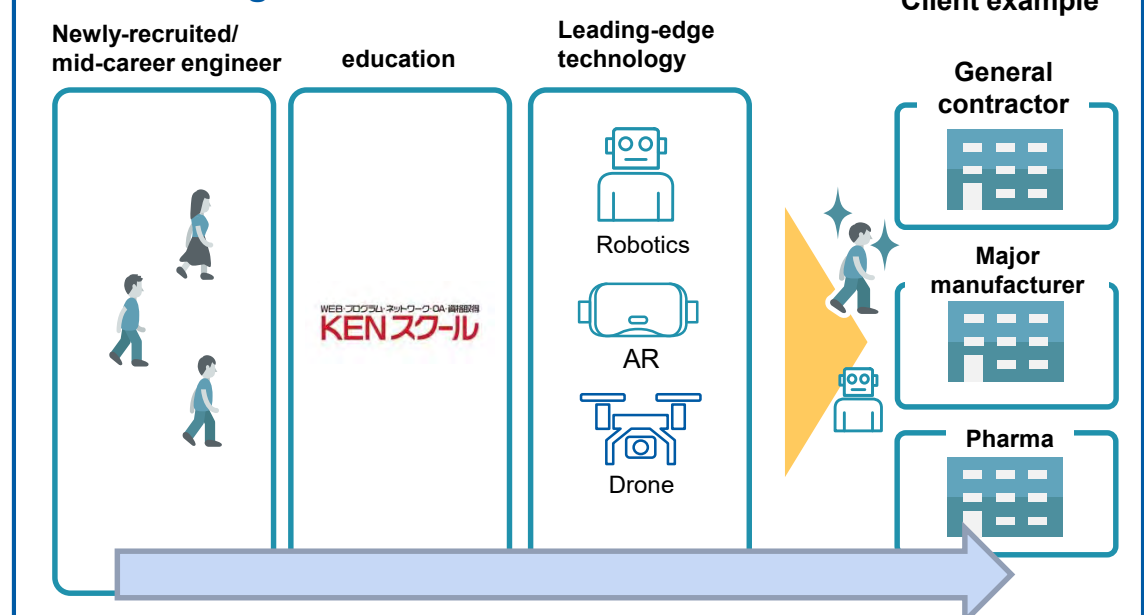 Client example
Newly-recruited/
mid-career engineer
education
Leading-edge
technology
General
contractor
Robotics
Major
manufacturer
WEB・プログラム・ネットワーク・OA・資格取得
KENスクール
AR
Pharma
Drone